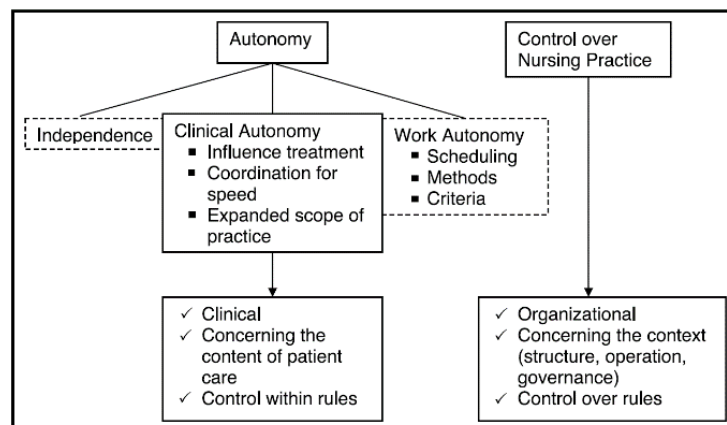 Autonomy
Control over
Nursing Practice
Independence
Clinical Autonomy
▪ Influence treatment
▪ Coordination for
speed
▪ Expanded scope of
practice
Work Autonomy
▪ Scheduling
▪ Methods
▪ Criteria
✓ Clinical
✓ Concerning the
content of patient
care
✓ Control within rules
✓ Organizational
✓ Concerning the context
(structure, operation,
governance)
✓ Control over rules